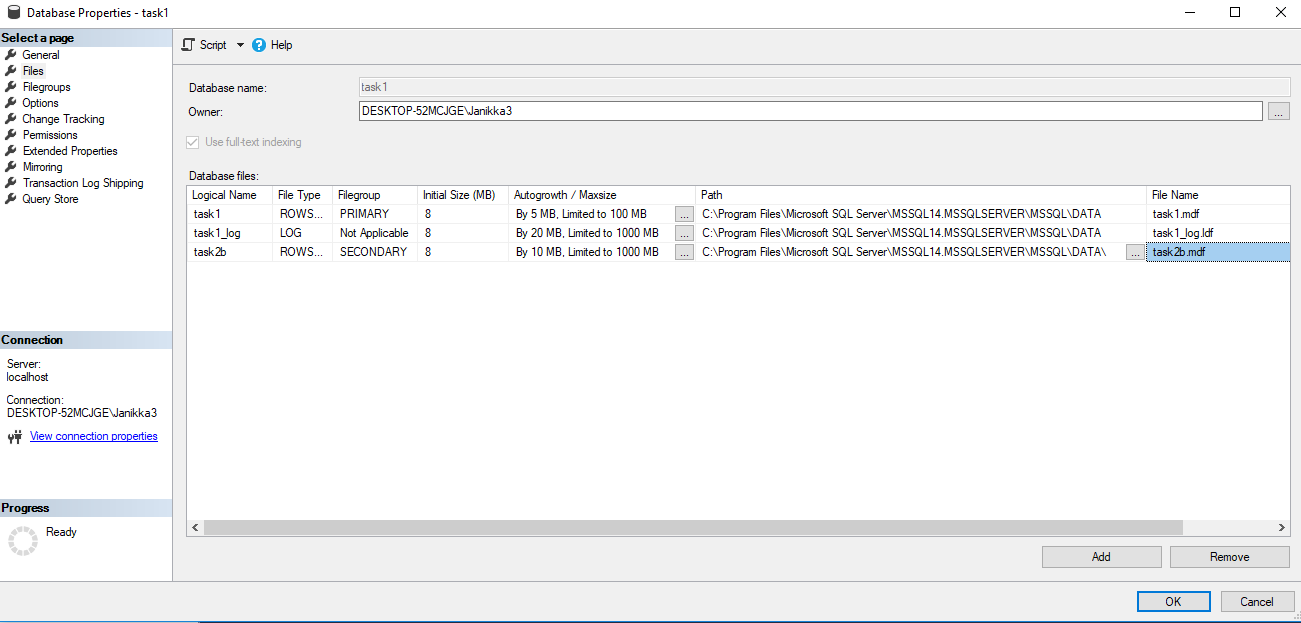 Database Properties - task1
Select a page
General
Files
Filegroups
Options
Change Tracking
Permissions
Extended Properties
Mirroring
Transaction Log Shipping
Query Store
Connection
Server:
localhost
Connection:
DESKTOP-52MCJGE\Janikka3
View connection properties
Progress
Ready
Script ? Help
Database name: task1
Owner: DESKTOP-52MCJGE\Janikka3 ...
Use full-text indexing
Database files:
Logical Name File Type Filegroup Initial Size (MB) Autogrowth / Maxsize Path File Name
task1 ROWS... PRIMARY 8 By 5 MB, Limited to 100 MB ... C:\Program Files\Microsoft SQL Server\MSSQL14.MSSQLSERVER\MSSQL\DATA task1.mdf
task1_log LOG Not Applicable 8 By 20 MB, Limited to 1000 MB ... C:\Program Files\Microsoft SQL Server\MSSQL14.MSSQLSERVER\MSSQL\DATA task1_log.ldf
task2b ROWS... SECONDARY 8 By 10 MB, Limited to 1000 MB ... C:\Program Files\Microsoft SQL Server\MSSQL14.MSSQLSERVER\MSSQL\DATA\ ... task2b.mdf
Add Remove
OK Cancel